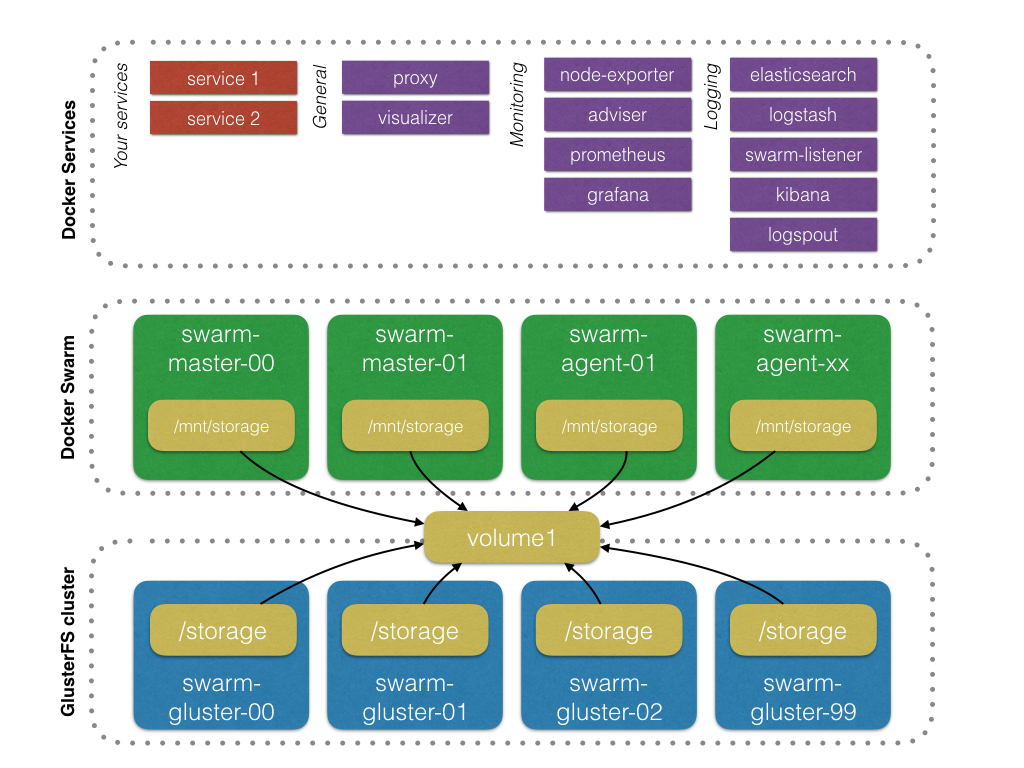 Docker Services
Your services
service 1
service 2
General
proxy
visualizer
Monitoring
node-exporter
adviser
prometheus
grafana
Logging
elasticsearch
logstash
swarm-listener
kibana
logspout
Docker Swarm
swarm-
master-00
/mnt/storage
swarm-
master-01
/mnt/storage
swarm-
agent-01
/mnt/storage
swarm-
agent-xx
/mnt/storage
volume1
GlusterFS cluster
/storage
swarm-
gluster-00
/storage
swarm-
gluster-01
/storage
swarm-
gluster-02
/storage
swarm-
gluster-99